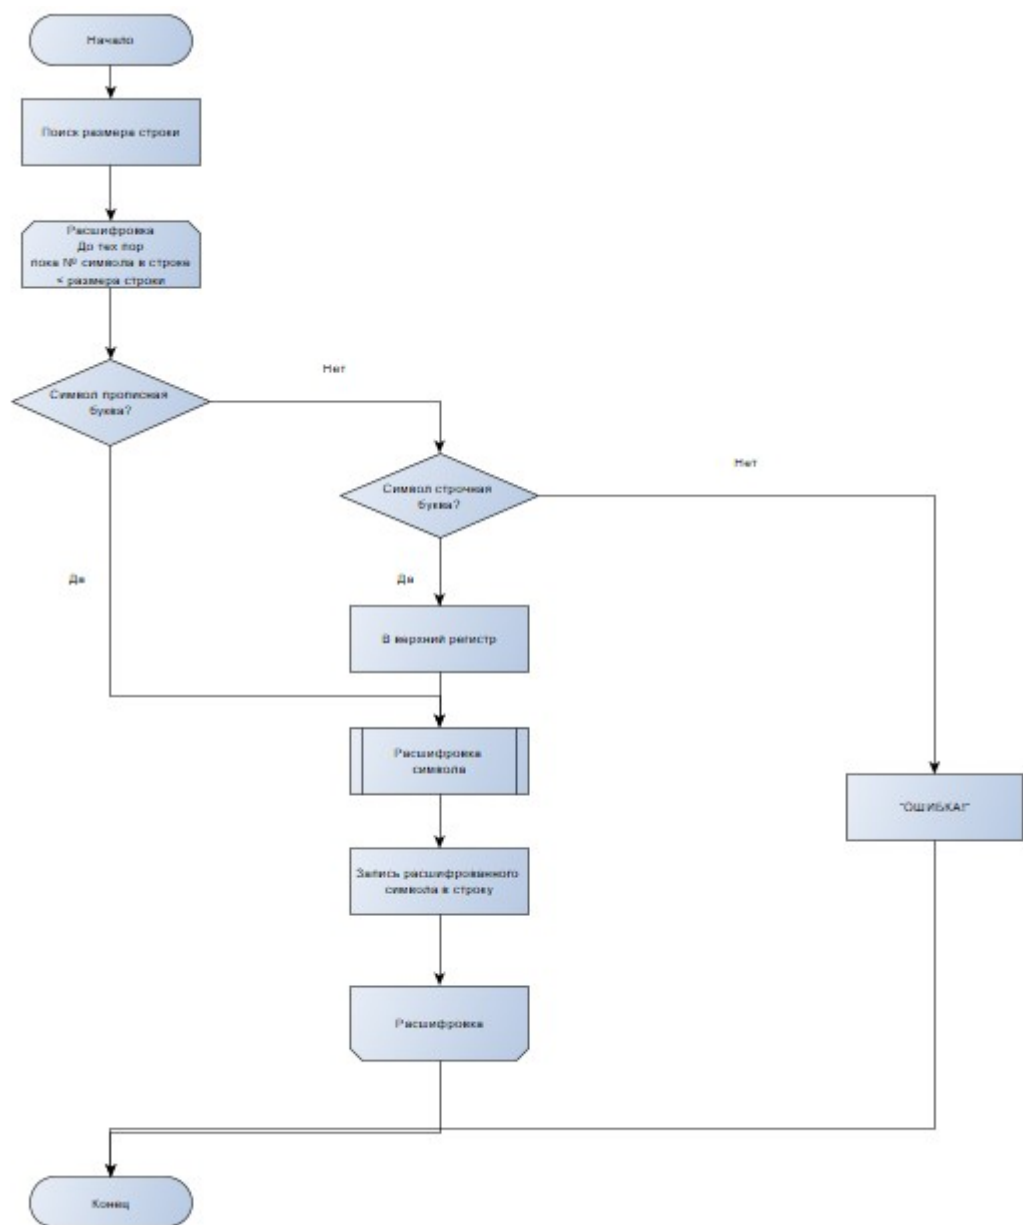 Начало
Поиск размера строки
Расшифровка
До тех пор
пока № символа в строке
< размера строки
Символ прописная
буква?
Нет
Символ строчная
буква?
Нет
Да
Да
В верхний регистр
Расшифровка
символа
"ОШИБКА!"
Запись расшифрованного
символа в строку
Расшифровка
Конец